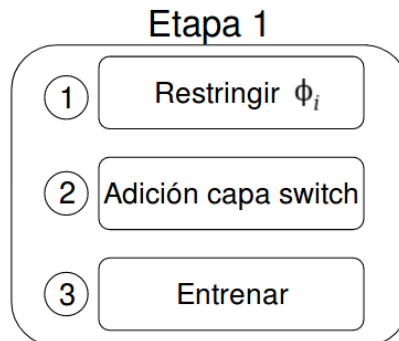 Etapa 1
1 Restringir ϕᵢ
2 Adición capa switch
3 Entrenar